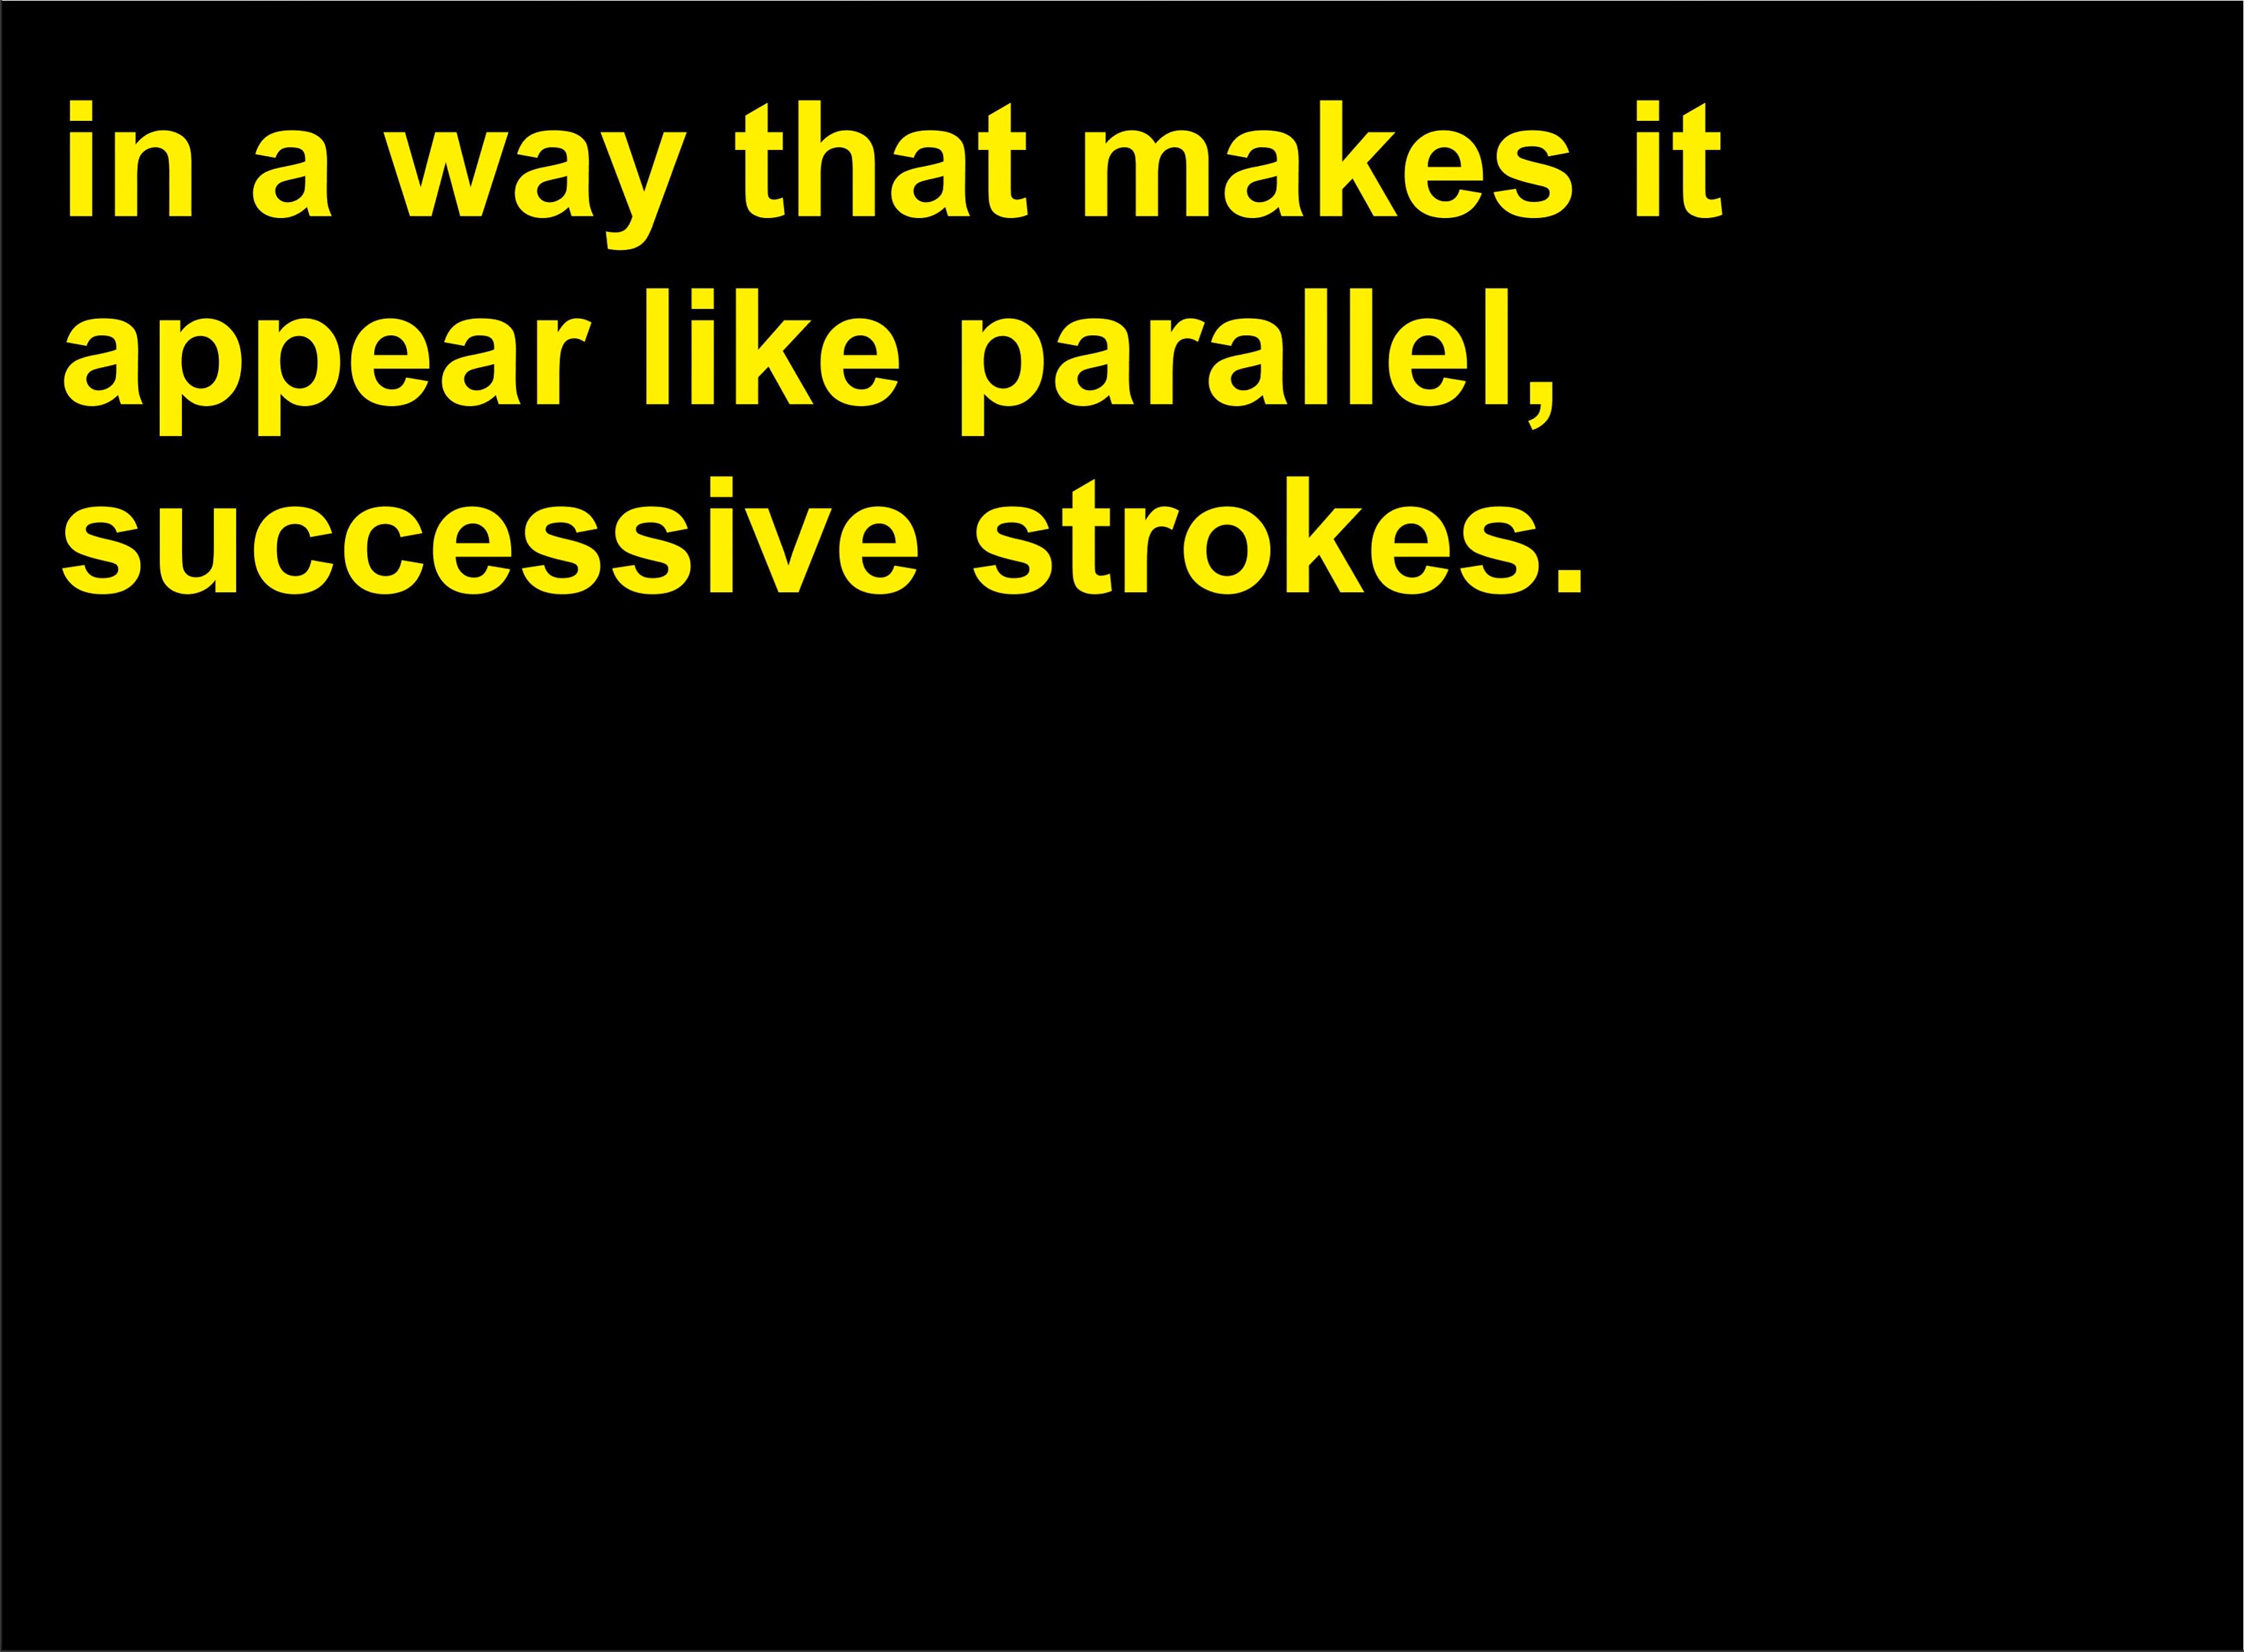 in a way that makes it
appear like parallel,
successive strokes.